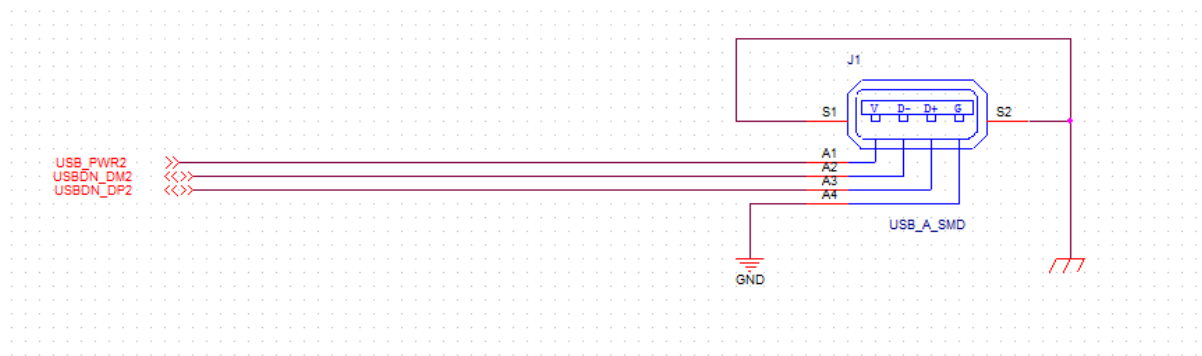 J1
V D- D+ G
S1
S2
A1
USB_PWR2
A2
USBDN_DM2
A3
USBDN_DP2
A4
USB_A_SMD
GND